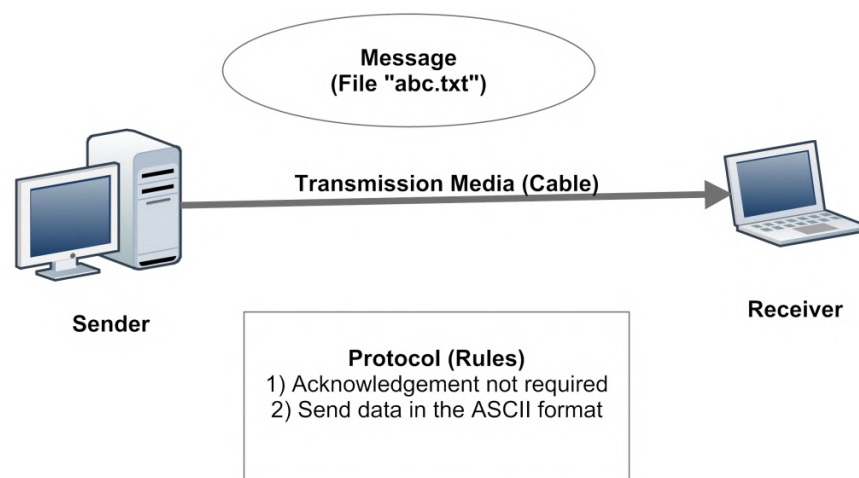 Message
(File "abc.txt")
Transmission Media (Cable)
Sender
Receiver
Protocol (Rules)
1) Acknowledgement not required
2) Send data in the ASCII format